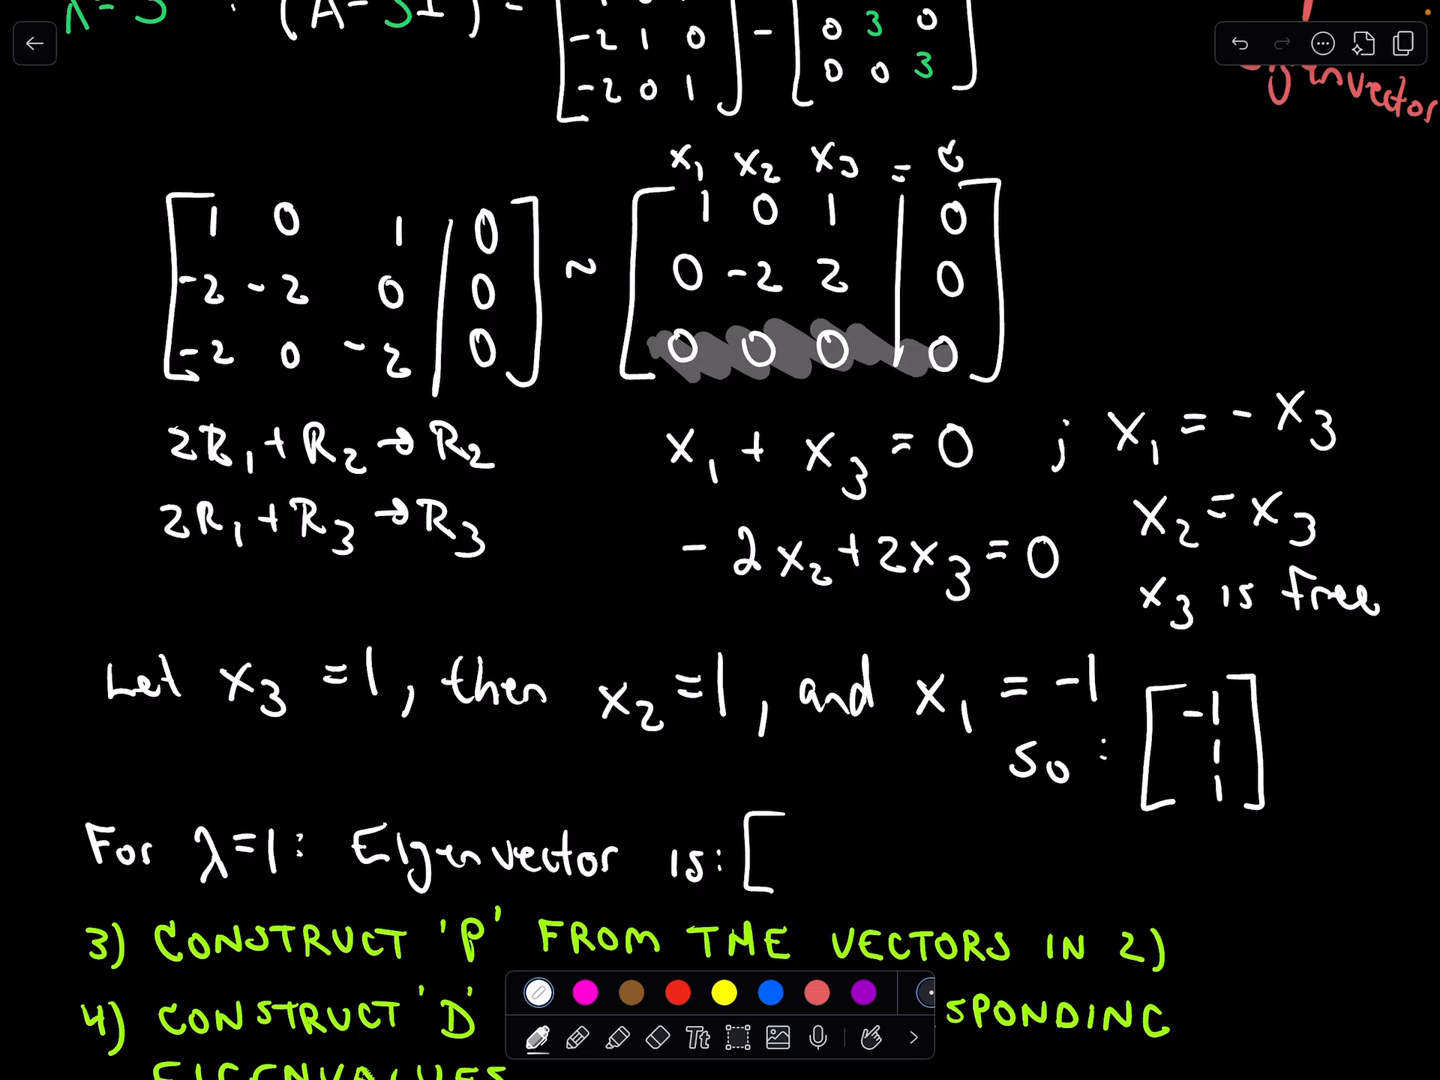 λ=3 : (A-3I) =
-2 1 0 - 0 3 0
-2 0 1 0 0 3
Eigenvector
x₁ x₂ x₃ =
1 0 1 | 0 ~ 1 0 1 | 0
-2 -2 0 | 0 0 -2 2 | 0
-2 0 -2 | 0 0 0 0 | 0
2R₁ + R₂ → R₂
2R₁ + R₃ → R₃
x₁ + x₃ = 0 ; x₁ = -x₃
-2x₂ + 2x₃ = 0
x₂ = x₃
x₃ is free
Let x₃ = 1, then x₂ = 1, and x₁ = -1
so : [-1
1
1]
For λ=1: Eigenvector is: [
3) CONSTRUCT 'P' FROM THE VECTORS IN 2)
4) CONSTRUCT 'D' SPONDING
EIGENVALUES
Tt